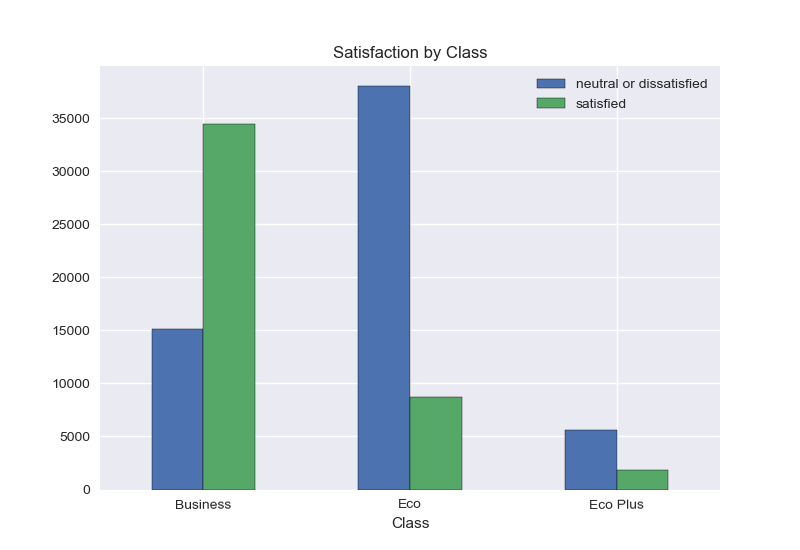 Satisfaction by Class
neutral or dissatisfied
satisfied
35000
30000
25000
20000
15000
10000
5000
0
Business Eco Eco Plus
Class